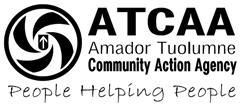 ATCAA
Amador Tuolumne
Community Action Agency
People Helping People